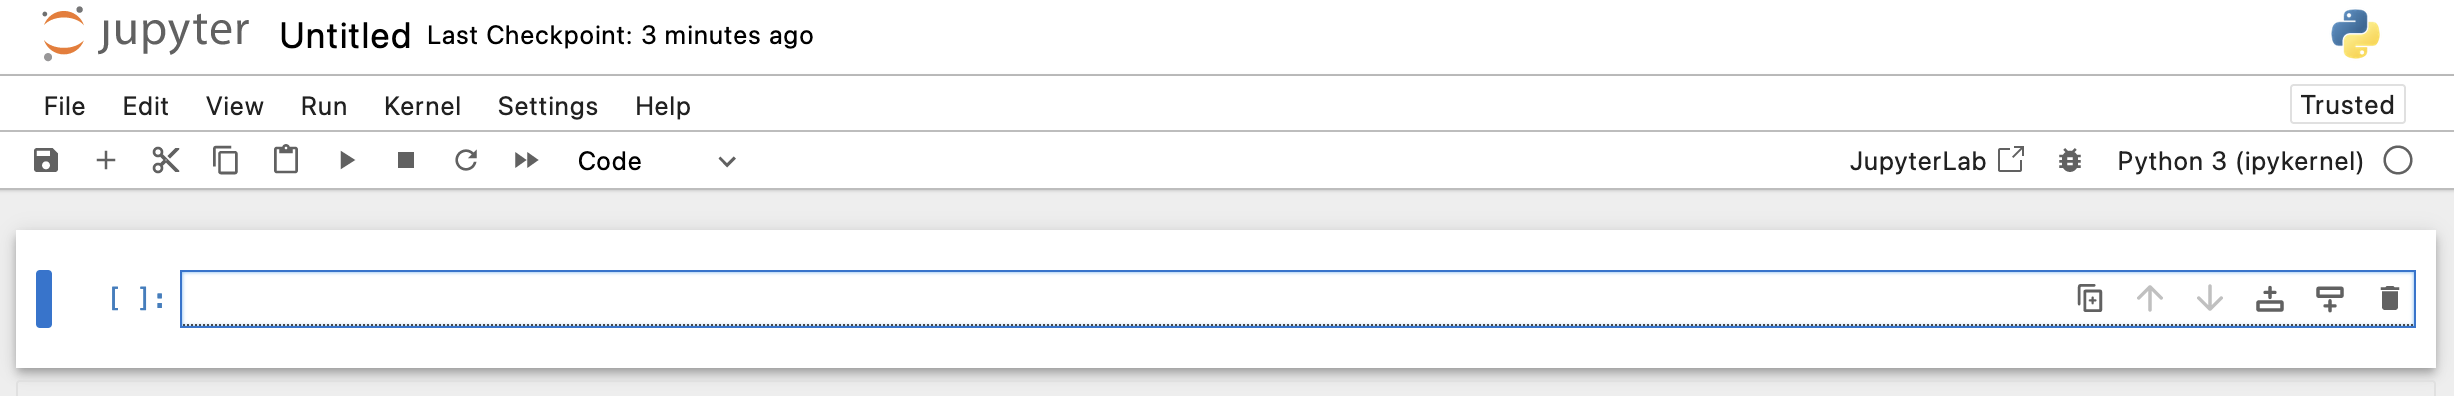 jupyter Untitled Last Checkpoint: 3 minutes ago
File Edit View Run Kernel Settings Help Trusted
Code JupyterLab Python 3 (ipykernel)
[ ]: